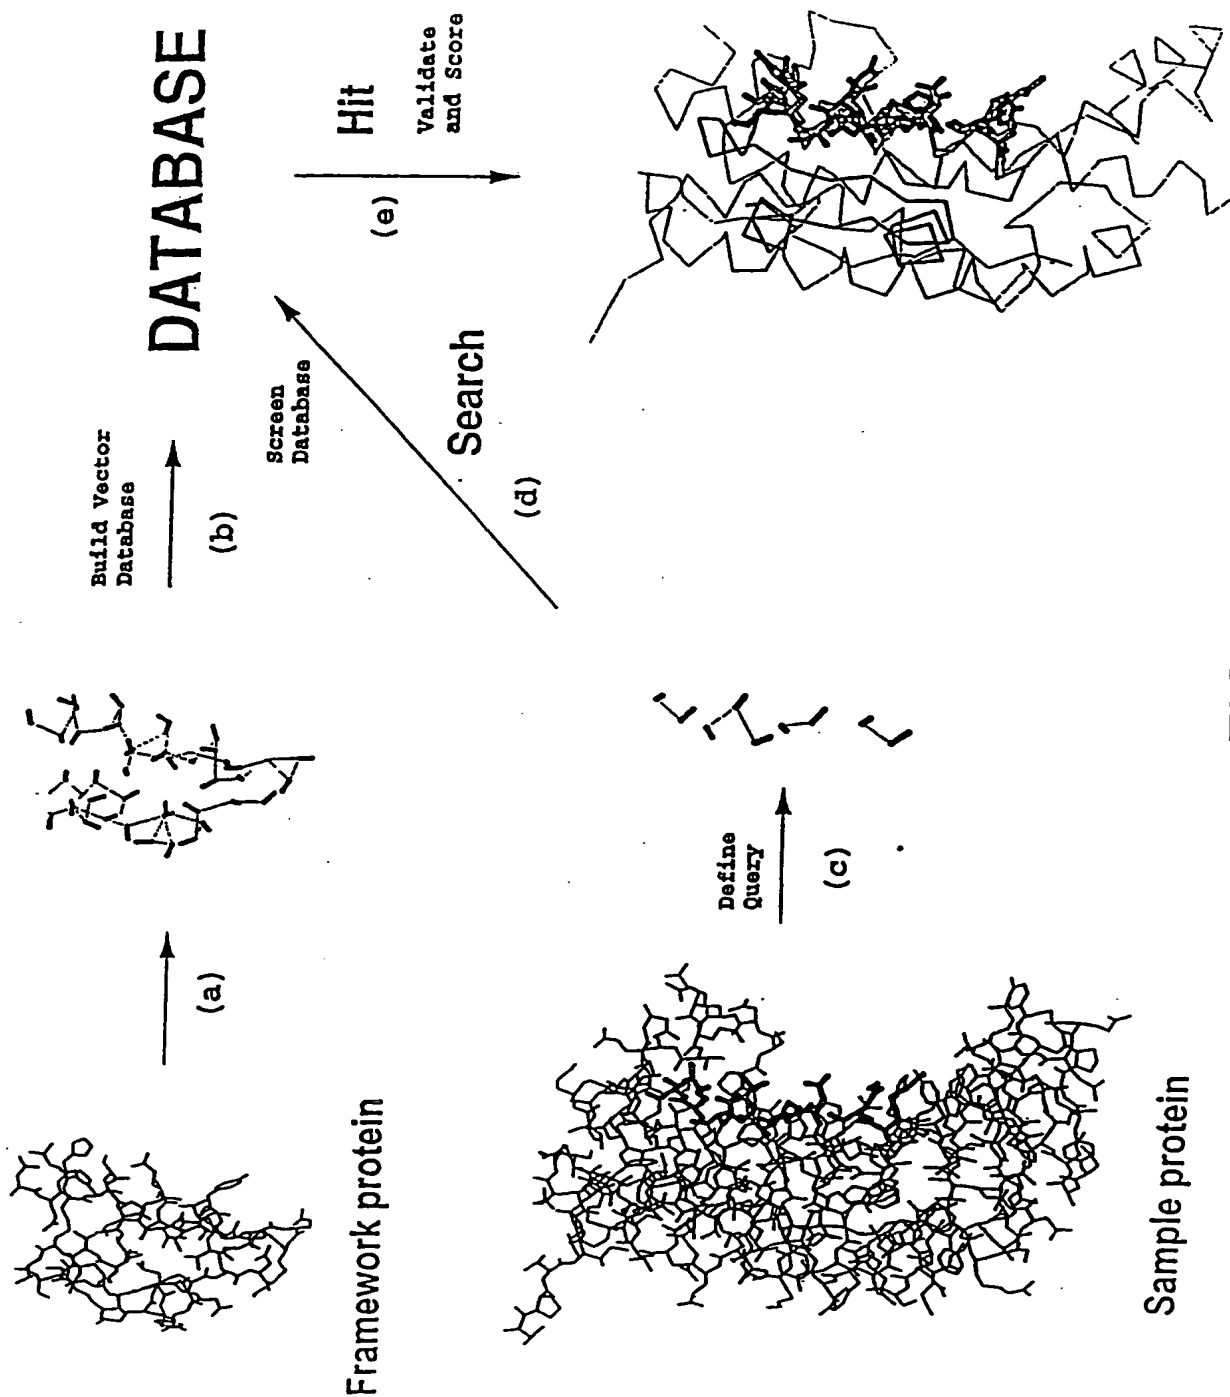 Framework protein
(a)
Build Vector
Database
(b)
DATABASE
Sample protein
Define
Query
(c)
Screen
Database
Search
(d)
Hit
Validate
and Score
(e)